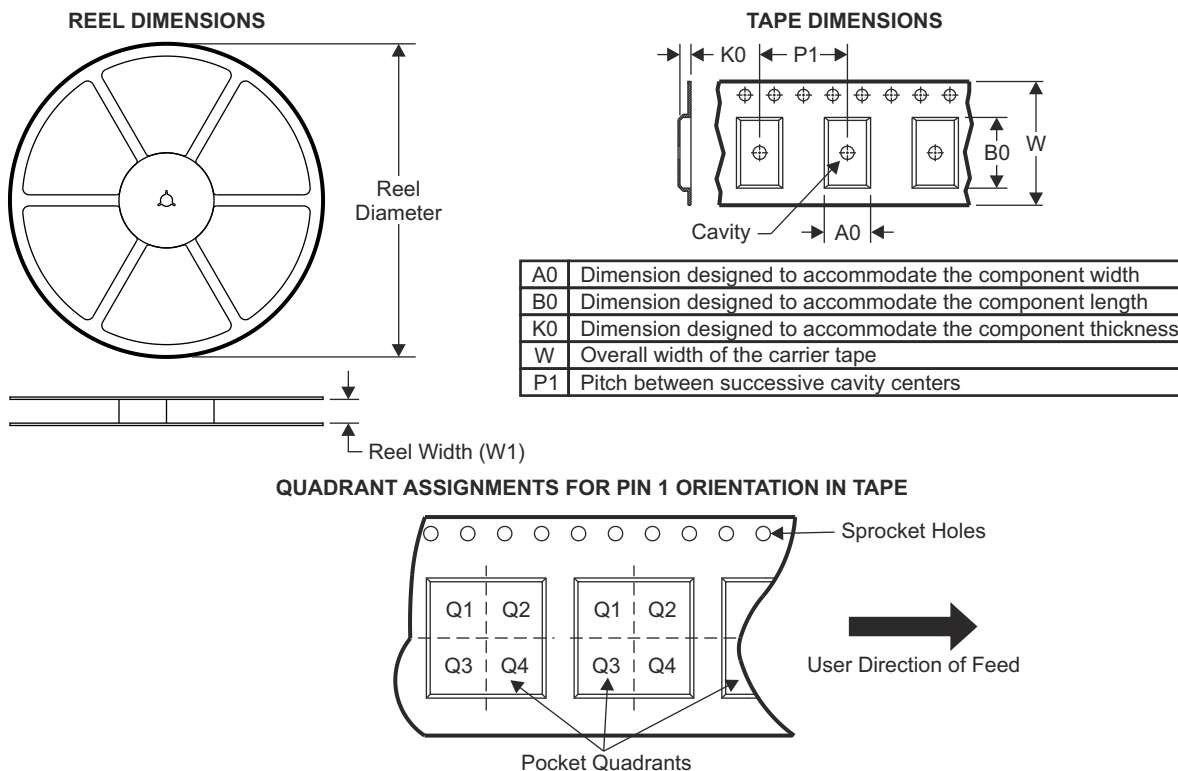 REEL DIMENSIONS
Reel
Diameter
Reel Width (W1)
TAPE DIMENSIONS
K0
P1
B0
W
Cavity
A0
A0 Dimension designed to accommodate the component width
B0 Dimension designed to accommodate the component length
K0 Dimension designed to accommodate the component thickness
W Overall width of the carrier tape
P1 Pitch between successive cavity centers
QUADRANT ASSIGNMENTS FOR PIN 1 ORIENTATION IN TAPE
Sprocket Holes
Q1 Q2 Q1 Q2
Q3 Q4 Q3 Q4
User Direction of Feed
Pocket Quadrants